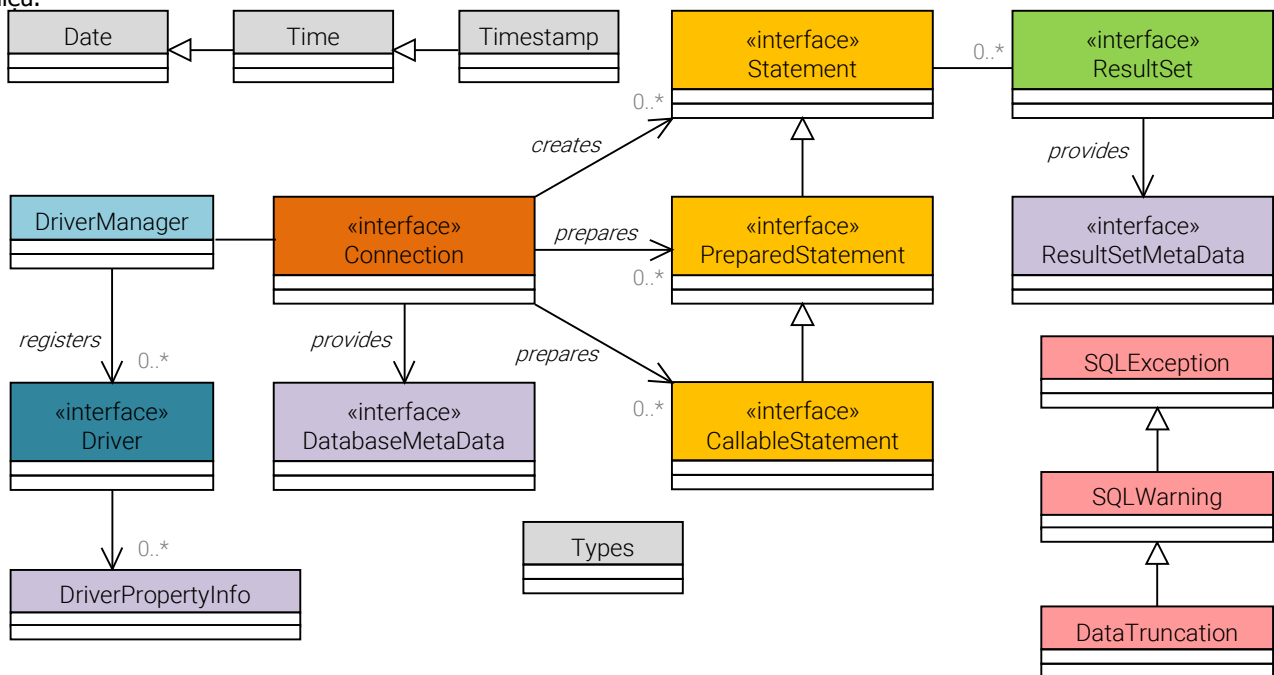 liệu.
Date
Time
Timestamp
«interface»
Statement
0..*
«interface»
ResultSet
0..*
creates
provides
DriverManager
«interface»
Connection
prepares
«interface»
PreparedStatement
0..*
«interface»
ResultSetMetaData
registers
0..*
provides
prepares
SQLException
«interface»
Driver
«interface»
DatabaseMetaData
0..*
«interface»
CallableStatement
SQLWarning
0..*
Types
DriverPropertyInfo
DataTruncation